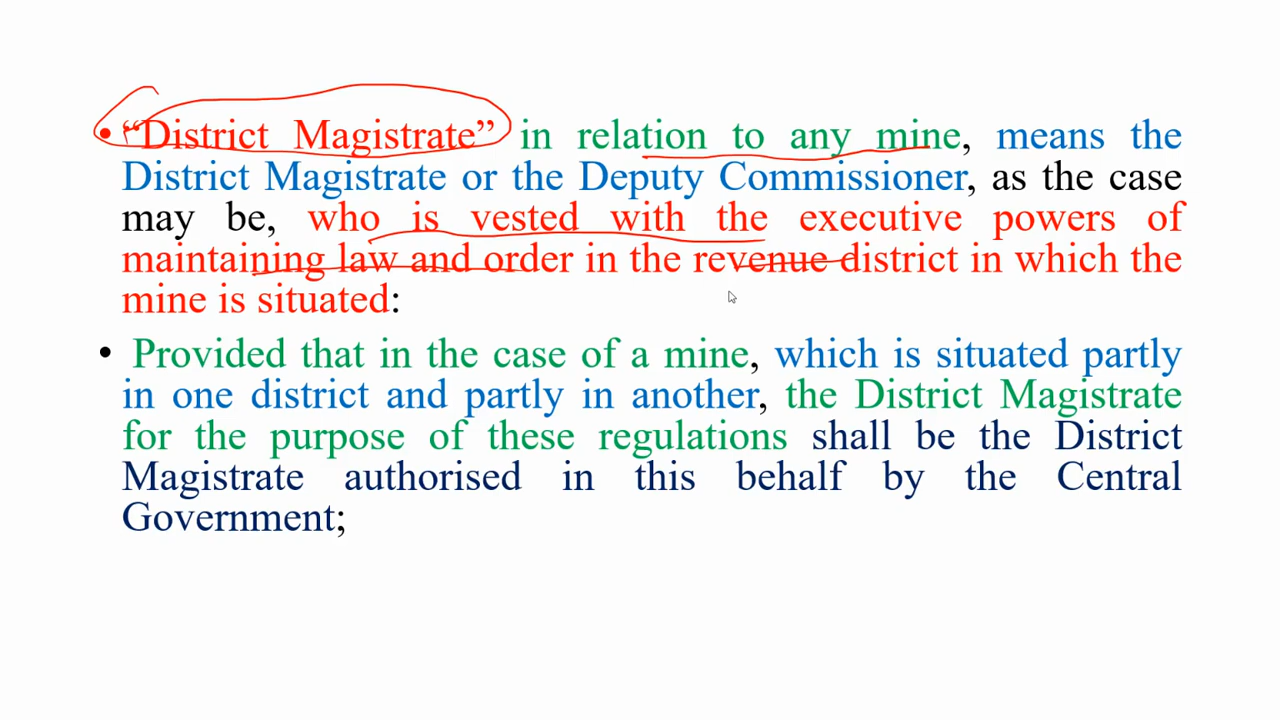 • “District Magistrate” in relation to any mine, means the
District Magistrate or the Deputy Commissioner, as the case
may be, who is vested with the executive powers of
maintaining law and order in the revenue district in which the
mine is situated:
• Provided that in the case of a mine, which is situated partly
in one district and partly in another, the District Magistrate
for the purpose of these regulations shall be the District
Magistrate authorised in this behalf by the Central
Government;